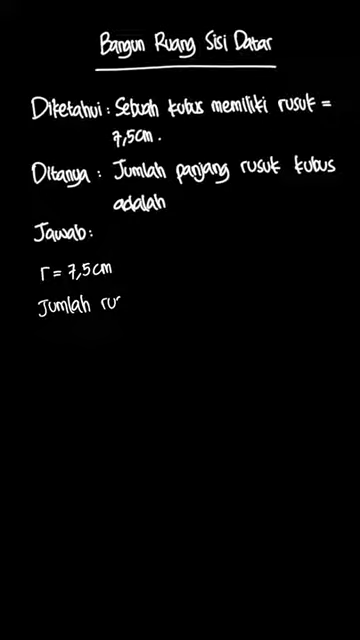 Bangun Ruang Sisi Datar
Diketahui : Sebuah kubus memiliki rusuk =
7,5cm.
Ditanya : Jumlah panjang rusuk kubus
adalah
Jawab :
r = 7,5cm
Jumlah ru